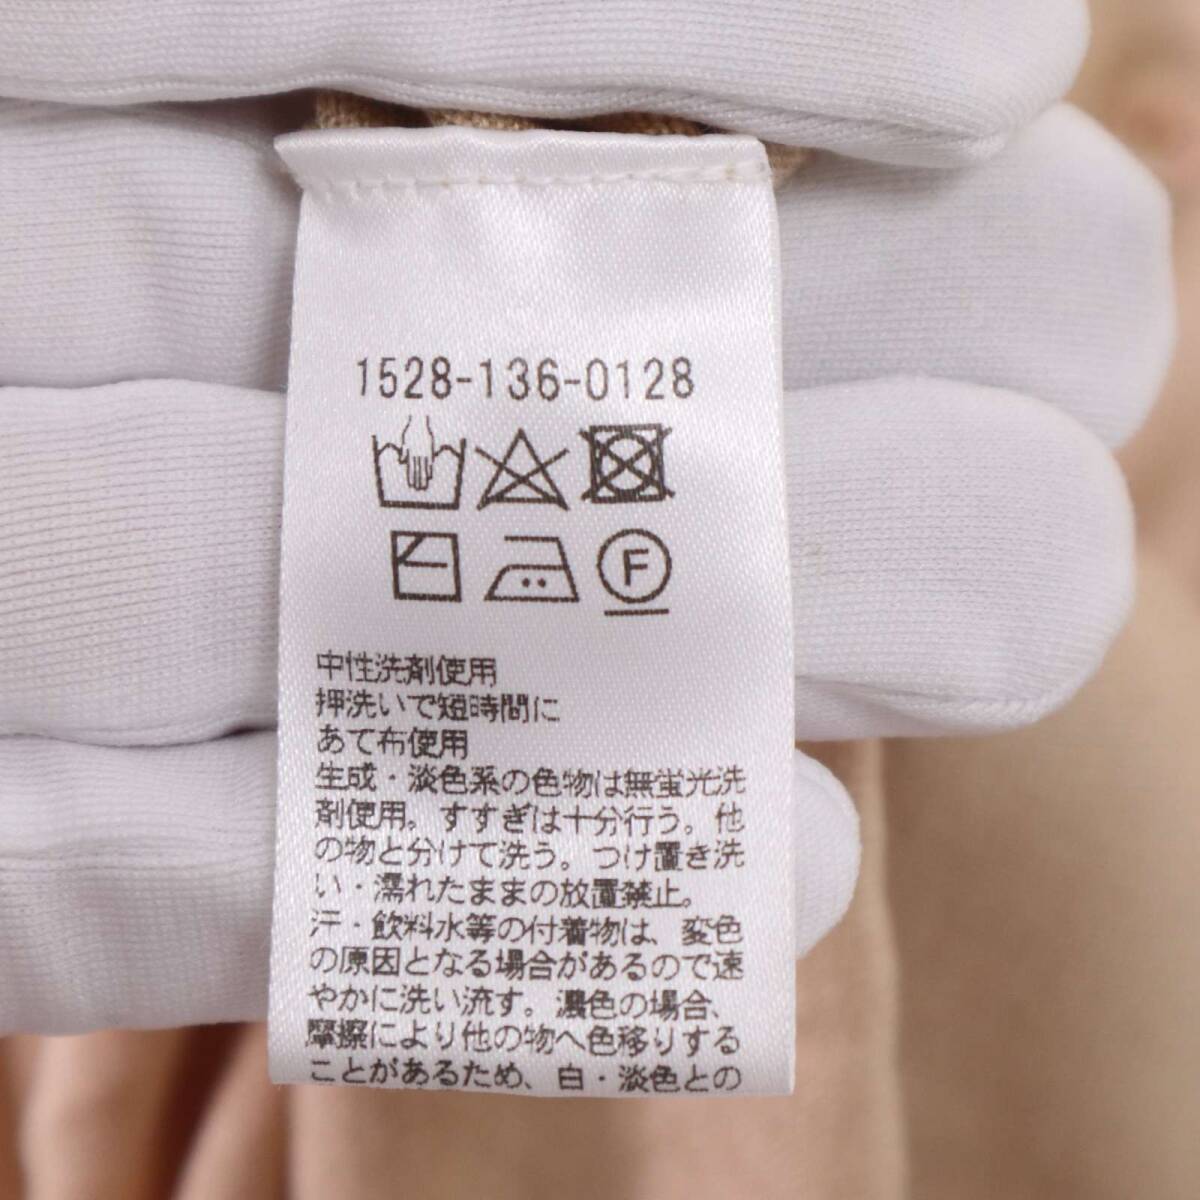 1528-136-0128
F
中性洗剤使用
押洗いで短時間に
あて布使用
生成・淡色系の色物は無蛍光洗
剤使用。すすぎは十分行う。他
の物と分けて洗う。つけ置き洗
い・濡れたままの放置禁止。
汗・飲料水等の付着物は、変色
の原因となる場合があるので速
やかに洗い流す。濃色の場合、
摩擦により他の物へ色移りする
ことがあるため、白・淡色との